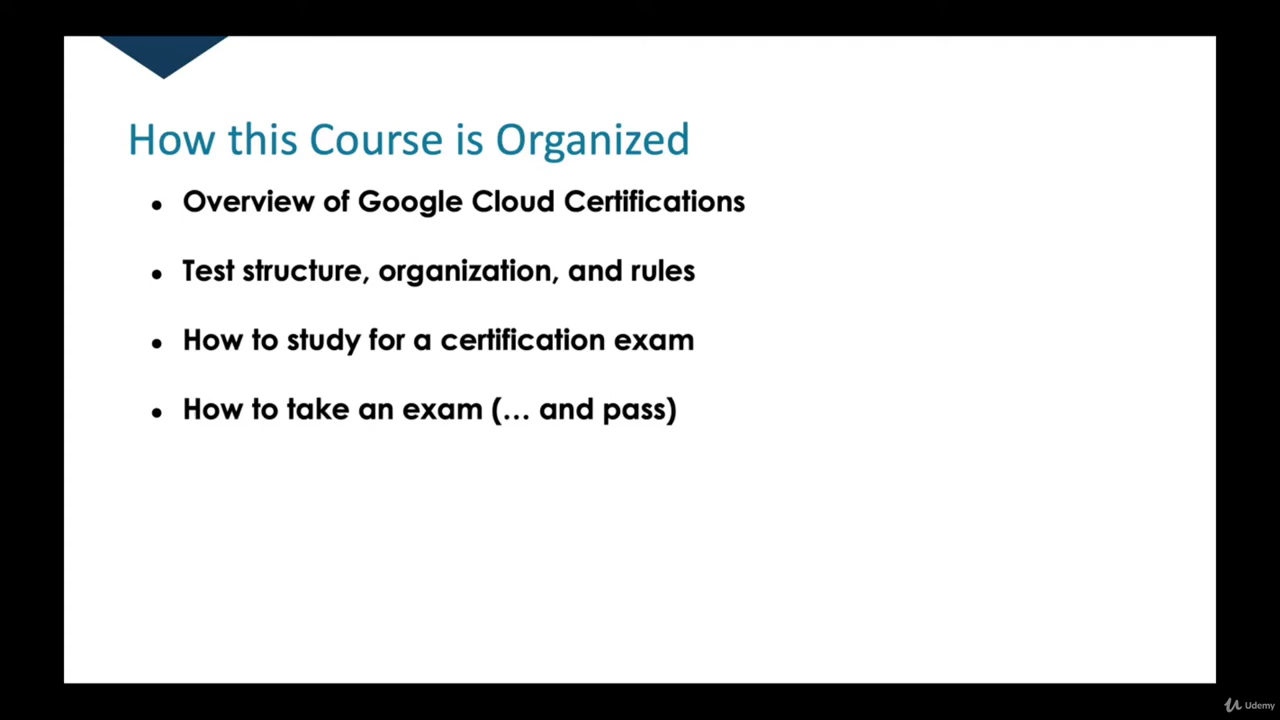 How this Course is Organized
• Overview of Google Cloud Certifications
• Test structure, organization, and rules
• How to study for a certification exam
• How to take an exam (... and pass)
Udemy